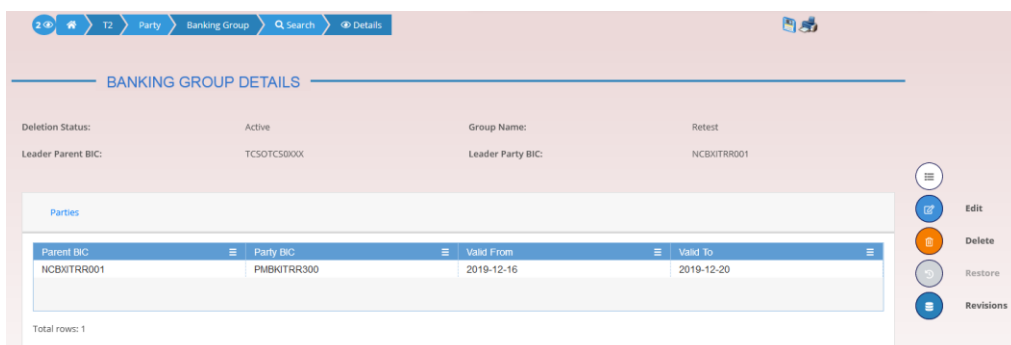 2 T2 Party Banking Group Search Details
BANKING GROUP DETAILS
Deletion Status: Active Group Name: Retest
Leader Parent BIC: TCSOTCS0XXX Leader Party BIC: NCBXITRR001
Parties
Edit
Parent BIC Party BIC Valid From Valid To
Delete
NCBXITRR001 PMBKITRR300 2019-12-16 2019-12-20
Restore
Revisions
Total rows: 1